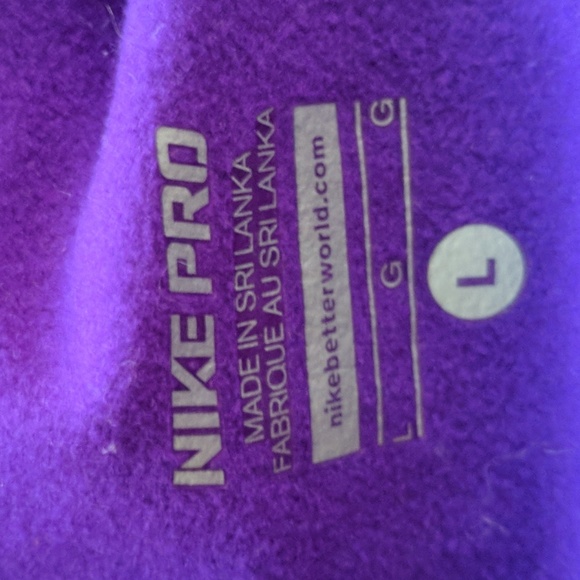 NIKE PRO
MADE IN SRI LANKA
FABRIQUE AU SRI LANKA
nikebetterworld.com
L G G
L